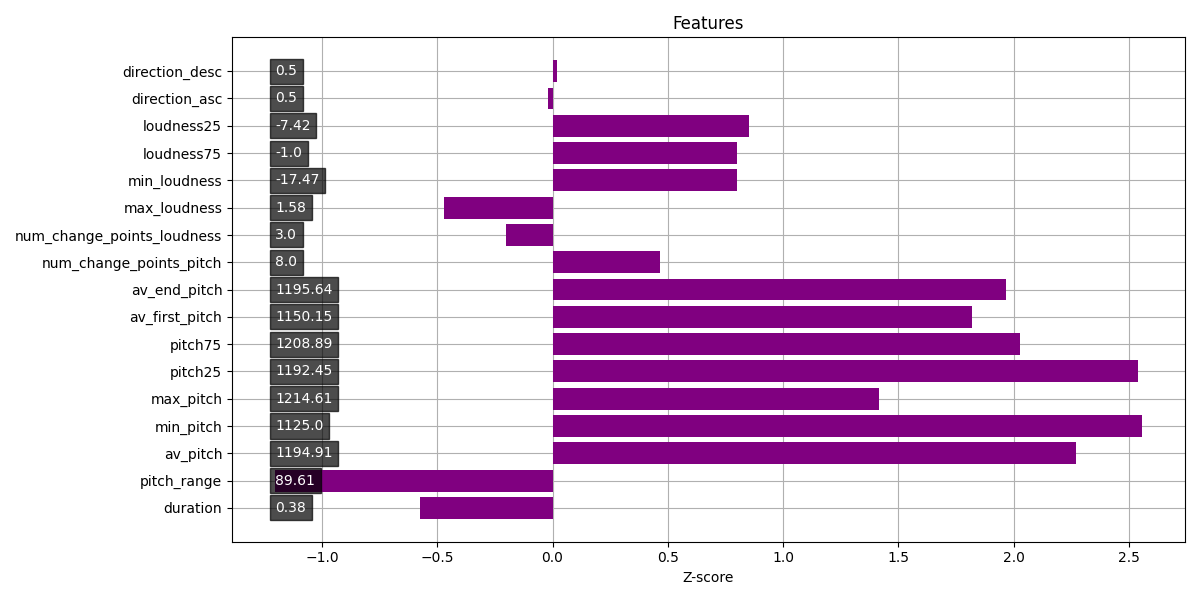 Features
direction_desc 0.5
direction_asc 0.5
loudness25 -7.42
loudness75 -1.0
min_loudness -17.47
max_loudness 1.58
num_change_points_loudness 3.0
num_change_points_pitch 8.0
av_end_pitch 1195.64
av_first_pitch 1150.15
pitch75 1208.89
pitch25 1192.45
max_pitch 1214.61
min_pitch 1125.0
av_pitch 1194.91
pitch_range 89.61
duration 0.38
−1.0 −0.5 0.0 0.5 1.0 1.5 2.0 2.5
Z-score